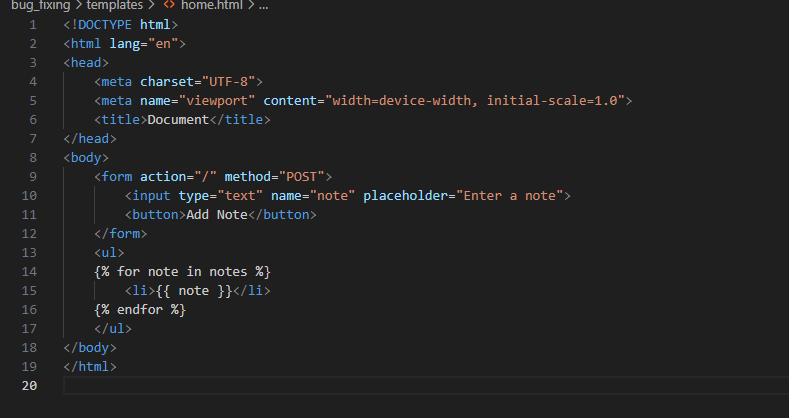 bug_fixing > templates > <> home.html > ...
1 <!DOCTYPE html>
2 <html lang="en">
3 <head>
4     <meta charset="UTF-8">
5     <meta name="viewport" content="width=device-width, initial-scale=1.0">
6     <title>Document</title>
7 </head>
8 <body>
9     <form action="/" method="POST">
10         <input type="text" name="note" placeholder="Enter a note">
11         <button>Add Note</button>
12     </form>
13     <ul>
14     {% for note in notes %}
15         <li>{{ note }}</li>
16     {% endfor %}
17     </ul>
18 </body>
19 </html>
20